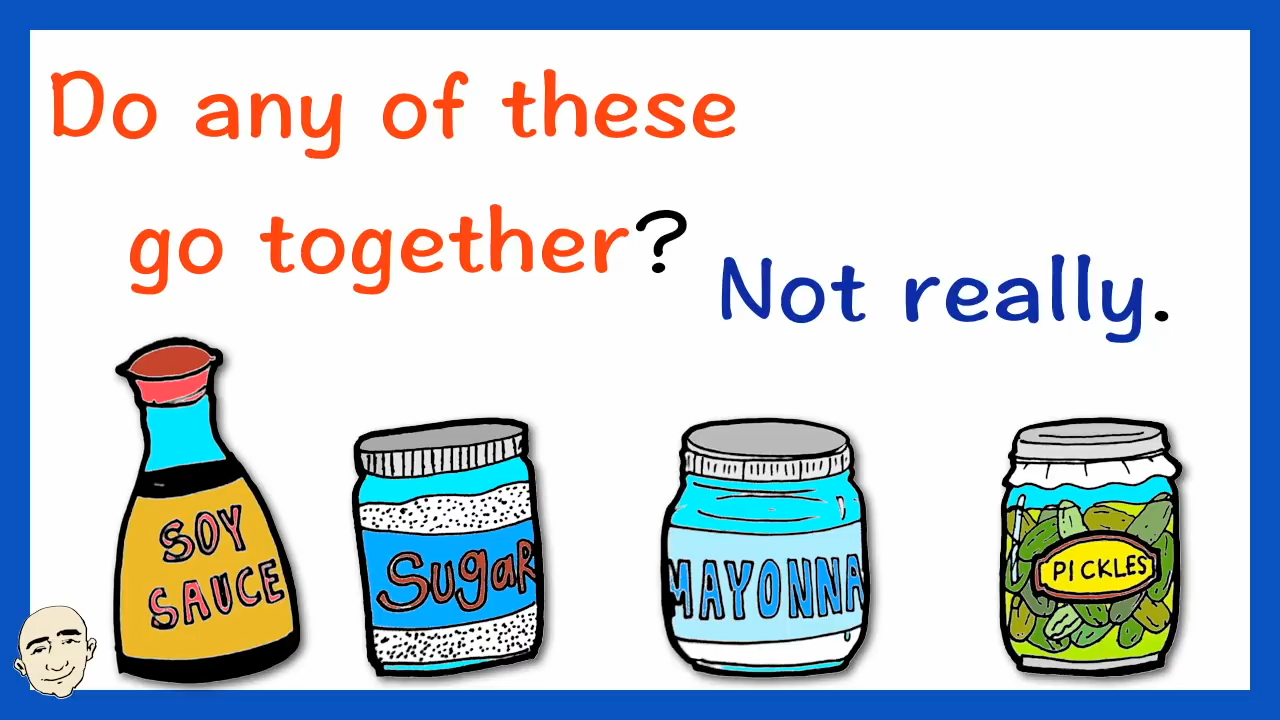 Do any of these
go together?
Not really.
SOY
SAUCE
Sugar
MAYONNA
PICKLES